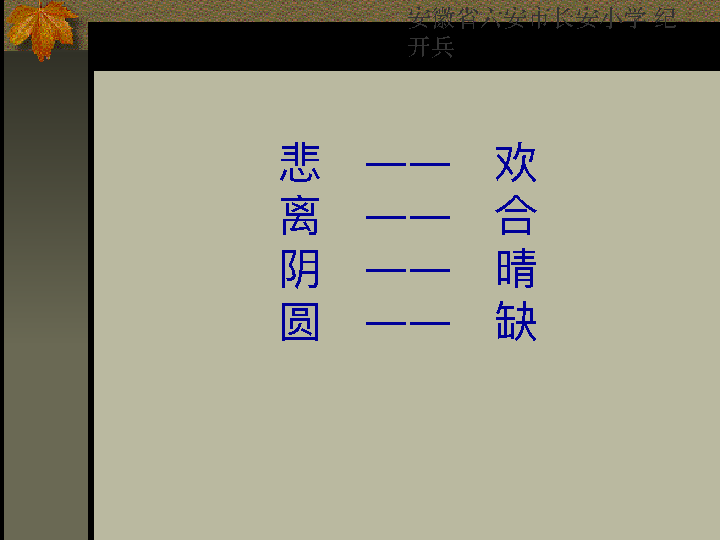 安徽省六安市长安小学 纪
开兵
悲 —— 欢
离 —— 合
阴 —— 晴
圆 —— 缺